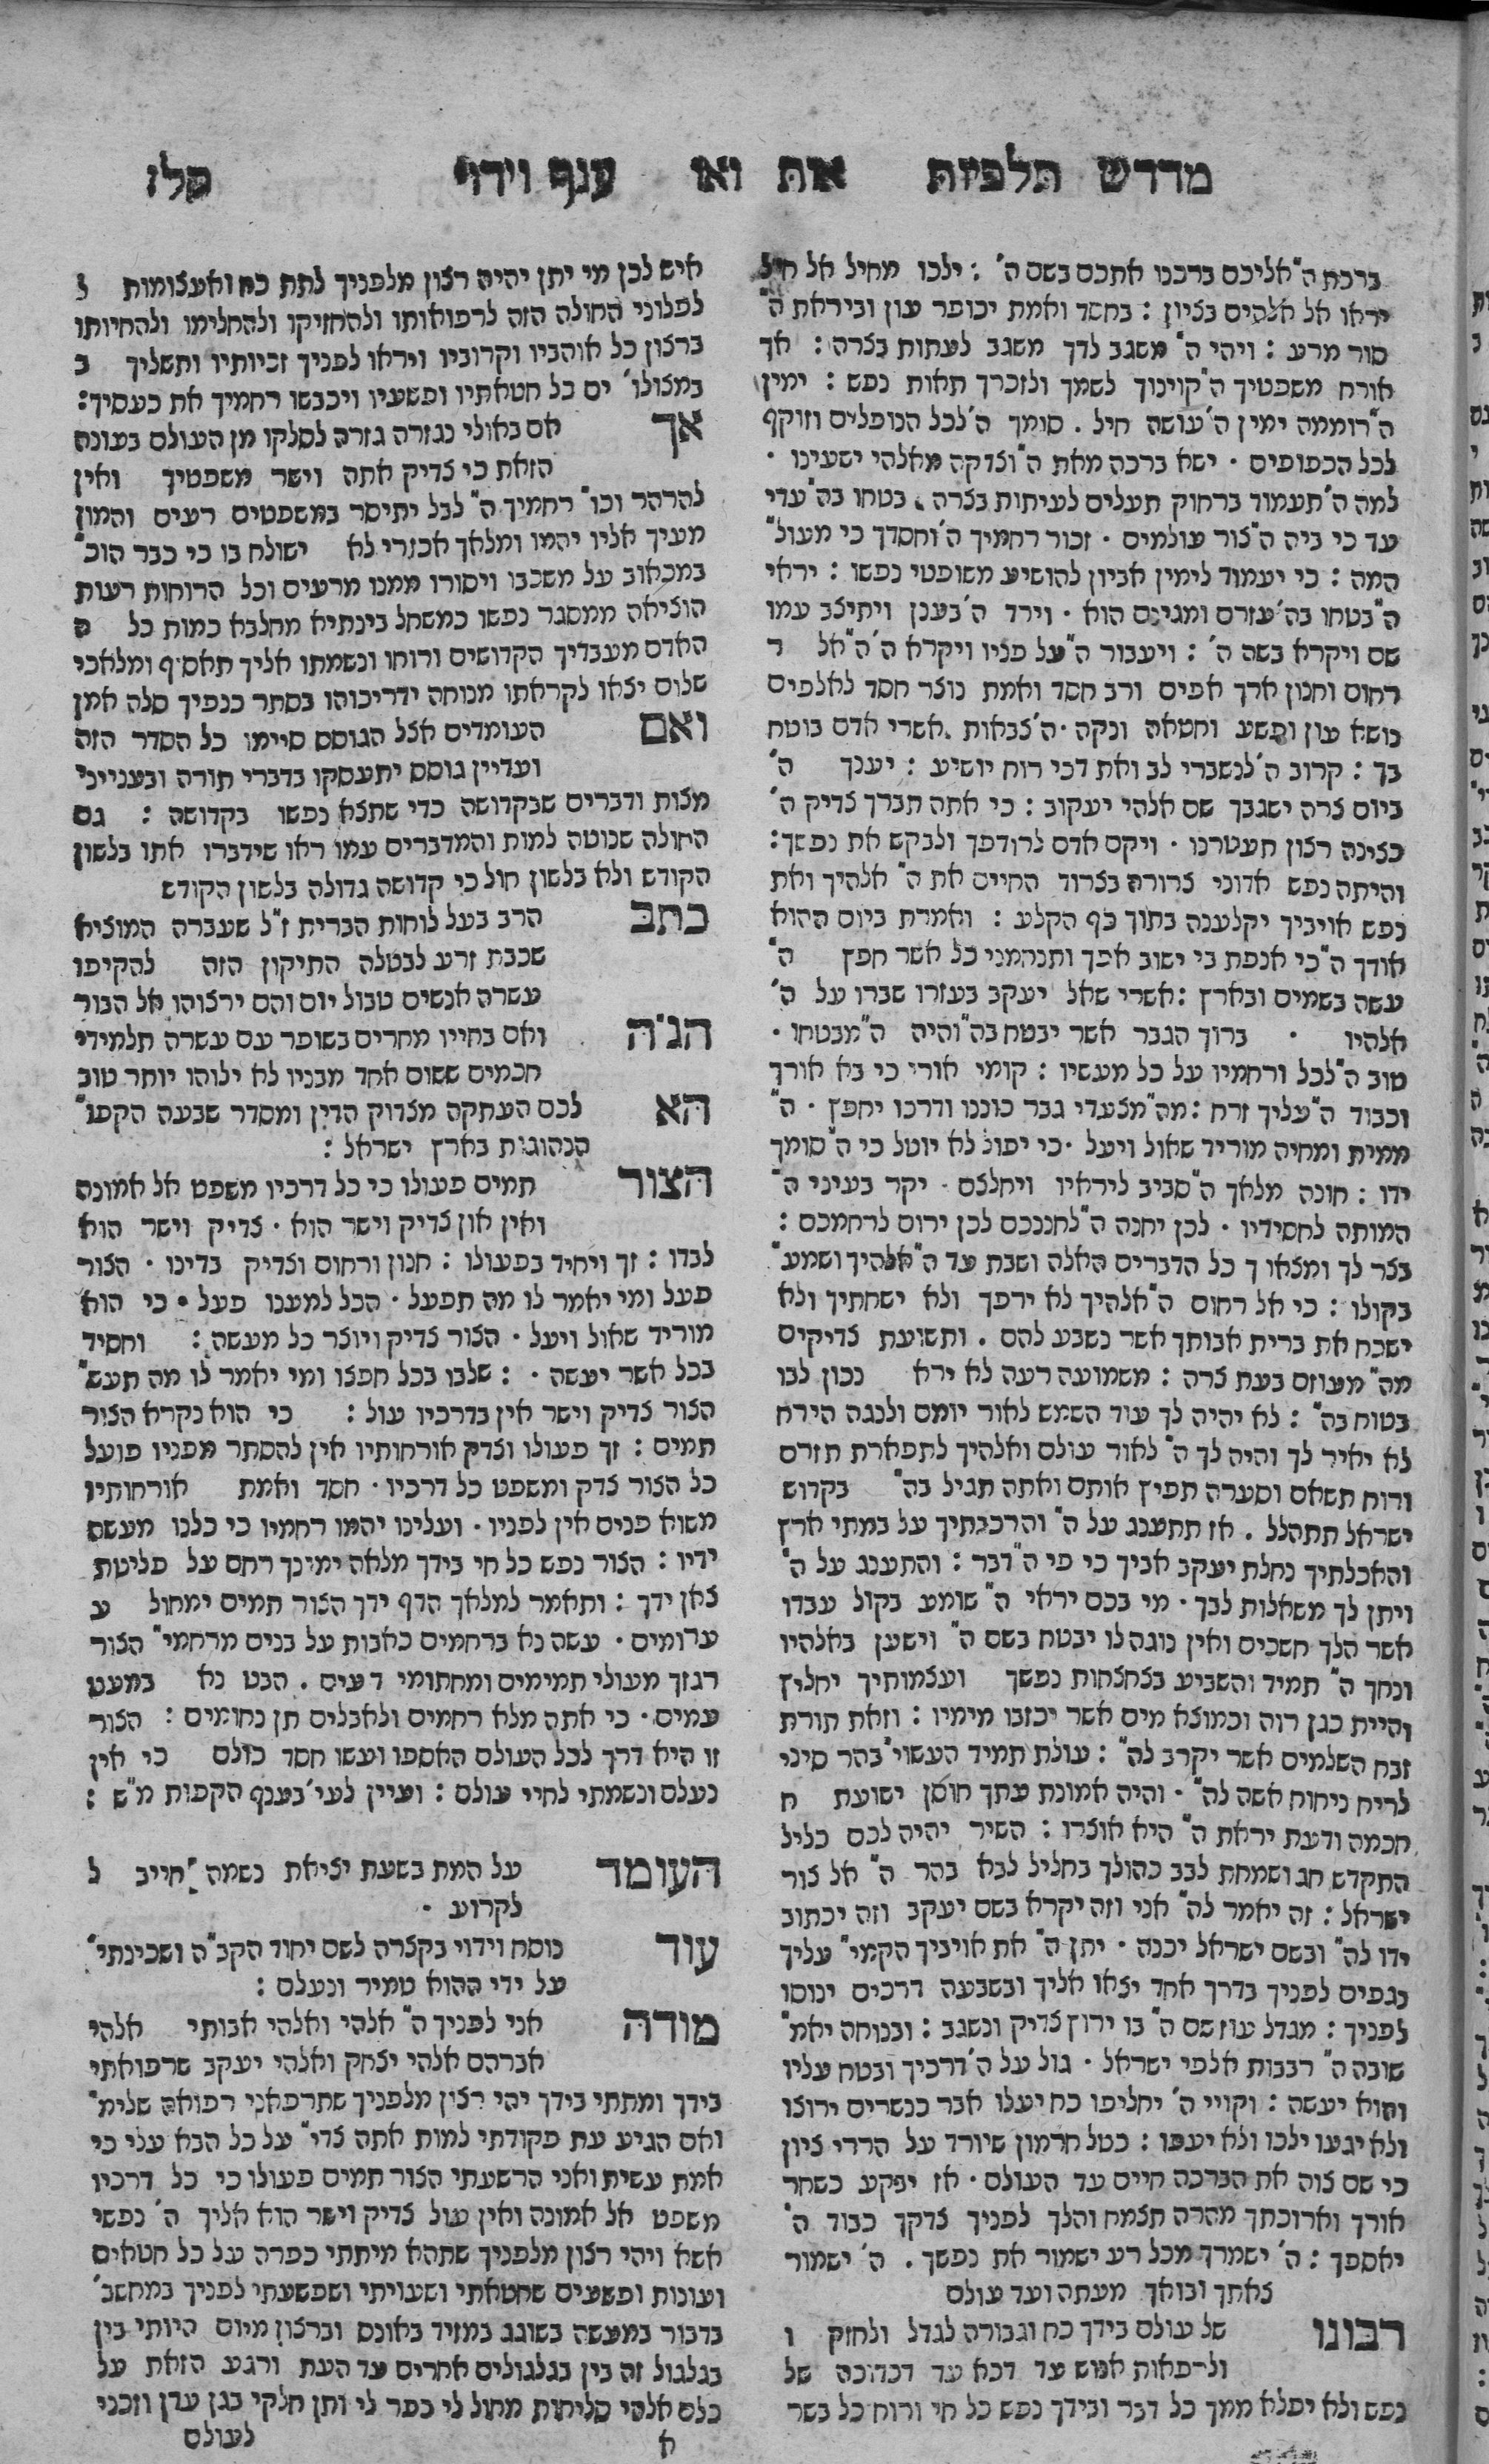 מדרש תלפיות אות ואו ענף וידוי קלז
ברכת ה"אליכם ברכנו אתכם בשם ה' : ילכו מחיל אל חיל
יראו אל אלהים בציון : בחסד ואמת יכופר עון וביראת ה"
סור מרע : ויהי ה" משגב לדך משגב לעתות בצרה : אך
אורח משפטיך ה"קוינוך לשמך ולזכרך תאות נפש : ימין
ה"רוממה ימין ה'עושה חיל . סומך ה'לכל הנופלים וזוקף
לכל הכפופים . ישא ברכה מאת ה"וצדקה מאלהי ישעינו .
למה ה'תעמוד ברחוק תעלים לעיתות בצרה . בטחו בה"עדי
עד כי ביה ה"צור עולמים . זכור רחמיך ה'וחסדך כי מעול"
המה : כי יעמוד לימין אביון להושיע משופטי נפשו : יראי
ה"בטחו בה'עזרם ומגינם הוא . וירד ה'בענן ויתיצב עמו
שם ויקרא בשה ה' : ויעבור ה"על פניו ויקרא ה'ה"אל ר
רחום וחנון ארך אפים ורב חסד ואמת נוצר חסד לאלפים
נושא עון ופשע וחטאה ונקה . ה'צבאות . אשרי אדם בוטח
בך : קרוב ה'לנשברי לב ואת דכי רוח יושיע : יענך ה'
ביום צרה ישגבך שם אלהי יעקוב : כי אתה תברך צדיק ה'
כצינה רצון תעטרנו . ויקם אדם לרודפך ולבקש את נפשך :
והיתה נפש אדוני צרורה בצרור החיים את ה" אלהיך ואת
נפש אויביך יקלענה בתוך כף הקלע : ואמרת ביום ההוא
אודך ה"כי אנפת בי ישוב אפך ותנחמני כל אשר חפץ ה"
עשה בשמים ובארץ : אשרי שאל יעקב בעזרו שברו על ה'
אלהיו . ברוך הגבר אשר יבטח בה"והיה ה"מבטחו .
טוב ה"לכל ורחמיו על כל מעשיו : קומי אורי כי בא אורך
וכבוד ה"עליך זרח : מה"מצעדי גבר כוננו ודרכו יחפץ . ה"
ממית ומחיה מוריד שאול ויעל . כי יפול לא יוטל כי ה"סומך
ידו : חונה מלאך ה"סביב ליראיו ויחלצם . יקר בעיני ה"
המותה לחסידיו . לכן יחנה ה"לחננכם לכן ירום לרחמכם :
בצר לך ומצאוך כל הדברים האלה ושבת עד ה"אלהיך ושמע"
בקולו : כי אל רחום ה"אלהיך לא ירפך ולא ישחתיך ולא
ישכח את ברית אבותך אשר נשבע להם . ותשועת צדיקים
מה" מעוזם בעת צרה : משמועה רעה לא ירא נכון לבו
בטוח בה" : לא יהיה לך עוד השמש לאור יומם ולנגה הירח
לא יאיר לך והיה לך ה" לאור עולם ואלהיך לתפארת תזרם
ורוח תשאם וסערה תפיץ אותם ואתה תגיל בה" בקדוש
ישראל תתהלל . אז תתענג על ה" והרכבתיך על במתי ארץ
והאכלתיך נחלת יעקב אביך כי פי ה"דבר : והתענג על ה"
ויתן לך משאלות לבך . מי בכם יראי ה" שומע בקול עבדו
אשר הלך חשכים ואין נוגה לו יבטח בשם ה" וישען באלהיו
ונחך ה" תמיד והשביע בצחצחות נפשך ועצמותיך יחליץ
והיית כגן רוה וכמוצא מים אשר יכזבו מימיו : וזאת תורת
זבח השלמים אשר יקרב לה" : עולת תמיד העשוי' בהר סיני
לריח ניחוח אשה לה" . והיה אמונת עתך חוסן ישועת ח
חכמה ודעת יראת ה" היא אוצרו : השיר יהיה לכם כליל
התקדש חג ושמחת לבב כהולך בחליל לבא בהר ה" אל צור
ישראל : זה יאמר לה" אני וזה יקרא בשם יעקב וזה יכתוב
ידו לה" ובשם ישראל יכנה . יתן ה" את אויביך הקמי" עליך
נגפים לפניך בדרך אחד יצאו אליך ובשבעה דרכים ינוסו
לפניך : מגדל עוז שם ה"בו ירוץ צדיק ונשגב : ובנוחה יאמ"
שובה ה" רבבות אלפי ישראל . גול על ה'דרכיך ובטח עליו
והוא יעשה : וקויי ה' יחליפו כח יעלו אבר כנשרים ירוצו
ולא יגעו ילכו ולא יעפו : כטל חרמון שיורד על הררי ציון
כי שם צוה את הברכה חיים עד העולם . אז יפקע כשחר
אורך וארוכתך מהרה תצמח והלך לפניך צדקך כבוד ה"
יאספך : ה' ישמרך מכל רע ישמור את נפשך . ה' ישמור
צאתך ובואך מעתה ועד עולם
רבונו של עולם בידך כח וגבורה לגדל ולחזק ו
ולרפאות אנוש עד דכא עד דכדוכה של
נפש ולא יפלא ממך כל דבר ובידך נפש כל חי ורוח כל בשר
איש לכן מי יתן יהיה רצון מלפניך לתת כח ואעצומות ל
לפלוני החולה הזה לרפואותו ולהחזיקו ולהחלימו ולהחיותו
ברצון כל אוהביו וקרוביו ויראו לפניך זכיותיו ותשליך ב
במצולו' ים כל חטאתיו ופשעיו ויכבשו רחמיך את כעסיך :
אך אם באולי נגזרה גזרה לסלקו מן העולם בעונה
הזאת כי צדיק אתה וישר משפטיך ואין
להרהר וכו" רחמיך ה" לבל יתיסר במשפטים רעים והמון
מעיך אליו יהמו ומלאך אכזרי לא ישולח בו כי כבר הוכ"
במכאוב על משכבו ויסורו ממנו מרעים וכל הרוחות רעות
הוציאה ממסגר נפשו כמשחל בינתיא מחלבא כמות כל ה
האדם מעבדיך הקדושים ורוחו ונשמתו אליך תאסוף ומלאכי
שלום יצאו לקראתו מנוחה ידריכוהו בסתר כנפיך סלה אמן
ואם העומדים אצל הגוסס סיימו כל הסדר הזה
ועדיין גוסס יתעסקו בדברי תורה ובענייני
מצות ודברים שבקדושה כדי שתצא נפשו בקדושה : גם
החולה שנוטה למות והמדברים עמו ראו שידברו אתו בלשון
הקודש ולא בלשון חול כי קדושה גדולה בלשון הקודש
כתב הרב בעל לוחות הברית ז"ל שעברה המוציא
שכבת זרע לבטלה התיקון הזה להקיפו
עשרה אנשים טבול יום והם ירצוהו אל הבור
הג"ה ואם בחייו מחרים בשופר עם עשרה תלמידי
חכמים ששום אחד מבניו לא ילוהו יותר טוב
הא לכם העתקה מצדוק הדין ומסדר שבעה הקפו"
הנהוגות בארץ ישראל :
הצור תמים פעולו כי כל דרכיו משפט אל אמונה
ואין און צדיק וישר הוא . צדיק וישר הוא
לבדו : זך ויחיד בפעולו : חנון ורחום וצדיק בדינו . הצור
פעל ומי יאמר לו מה תפעל . הכל למענו פעל . כי הוא
מוריד שאול ויעל . הצור צדיק ויוצר כל מעשה : וחסיד
בכל אשר יעשה . : שלבו בכל חפצו ומי יאמר לו מה תעש"
הצור צדיק וישר אין בדרכיו עול : כי הוא נקרא הצור
תמים : זך פעולו וצדק אורחותיו אין להסתר מפניו פועל
כל הצור צדק ומשפט כל דרכיו . חסד ואמת אורחותיו
משוא פנים אין לפניו . ועלינו יהמו רחמיו כי כלנו מעשה
ידיו : הצור נפש כל חי בידך מלאה ימינך רחם על פליטת
צאן ידך : ותאמר למלאך הדף ידך הצור תמים ימחול ע
ערומים . עשה נא ברחמים כאבות על בנים מרחמי" הצור
רגזך מעולי תמימים ומחתומי דעים . הבט נא במעט
עמים . כי אתה מלא רחמים ולאבלים תן נחומים : הצור
זו היא דרך לכל העולם האספו ועשו חסד כולם כי אין
נעלם ונשמתי לחיי עולם : ועיין לעי' בענף הקפות מ"ש :
העומד על המת בשעת יציאת נשמה חייב ל
לקרוע .
עוד נוסח וידוי בקצרה לשם יחוד הקב"ה ושכינתי"
על ידי ההוא טמיר ונעלם :
מודה אני לפניך ה" אלהי ואלהי אבותי אלהי
אברהם אלהי יצחק ואלהי יעקב שרפואתי
בידך ומתתי בידך יהי רצון מלפניך שתרפאני רפואה שלימ"
ואם הגיע עת פקודתי למות אתה צדי" על כל הבא עלי כי
אמת עשית ואני הרשעתי הצור תמים פעולו כי כל דרכיו
משפט אל אמונה ואין עול צדיק וישר הוא אליך ה' נפשי
אשא ויהי רצון מלפניך שתהא מיתתי כפרה על כל חטאים
ועונות ופשעים שחטאתי ושעויתי ושפשעתי לפניך במחשב'
בדבור במעשה בשוגג במזיד באונס וברצון מיום היותי בין
בגלגול זה בין בגלגולים אחרים עד העת ורגע הזאת על
כלם אלהי סליחות מחול לי כפר לי ותן חלקי בגן עדן וזכני
א לעולם